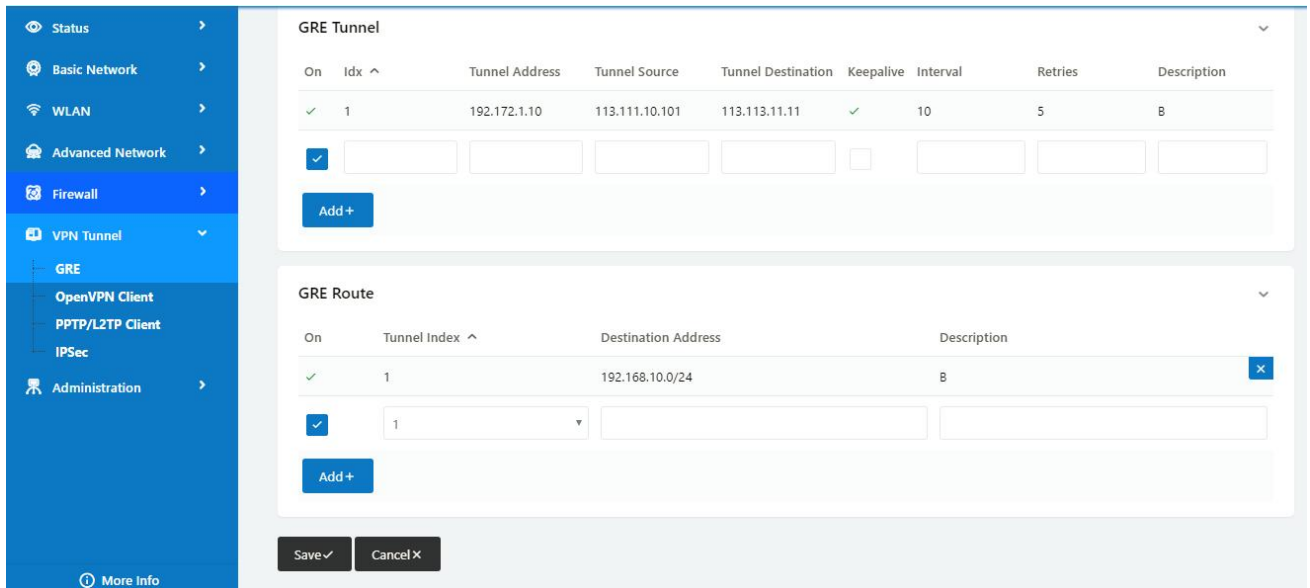 Status
Basic Network
WLAN
Advanced Network
Firewall
VPN Tunnel
GRE
OpenVPN Client
PPTP/L2TP Client
IPSec
Administration
More Info
GRE Tunnel
On Idx Tunnel Address Tunnel Source Tunnel Destination Keepalive Interval Retries Description
1 192.172.1.10 113.111.10.101 113.113.11.11 10 5 B
Add+
GRE Route
On Tunnel Index Destination Address Description
1 192.168.10.0/24 B
1
Add+
Save Cancel